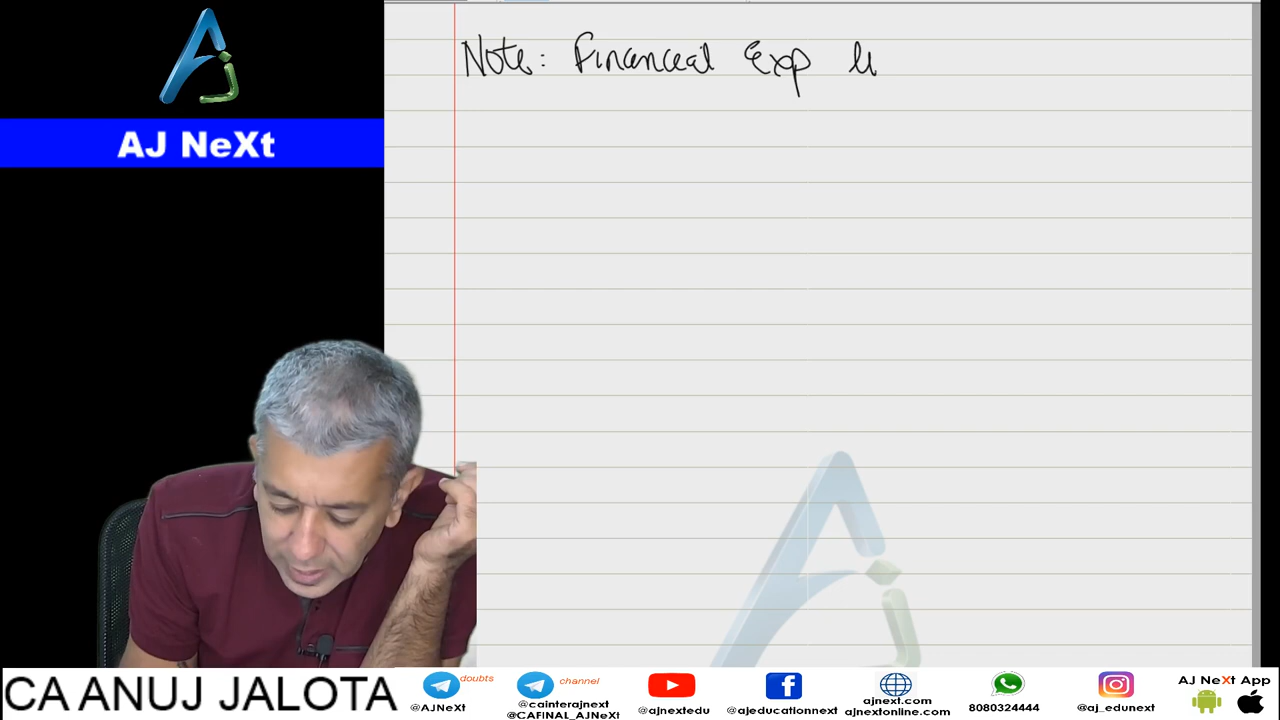 Note: Financial Exp
AJ NeXt
CA ANUJ JALOTA
doubts
@AJNeXt
channel
@cainterajnext
@CAFINAL_AJNeXt
@ajnextedu
@ajeducationnext
ajnext.com
ajnextonline.com
8080324444
@aj_edunext
AJ NeXt App